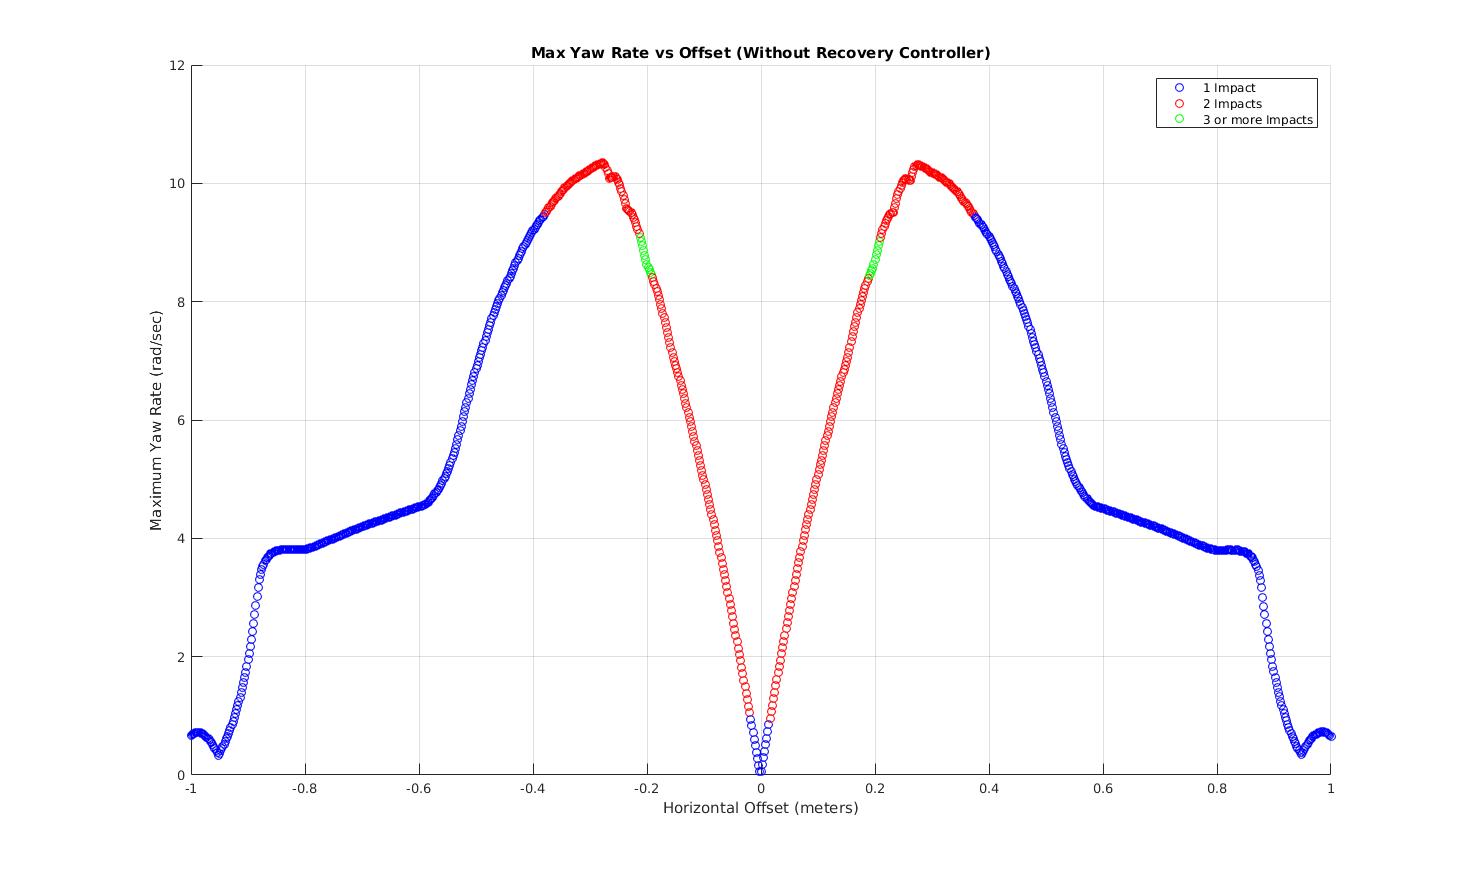 Max Yaw Rate vs Offset (Without Recovery Controller)
1 Impact
2 Impacts
3 or more Impacts
Maximum Yaw Rate (rad/sec)
12
10
8
6
4
2
0
-1 -0.8 -0.6 -0.4 -0.2 0 0.2 0.4 0.6 0.8 1
Horizontal Offset (meters)